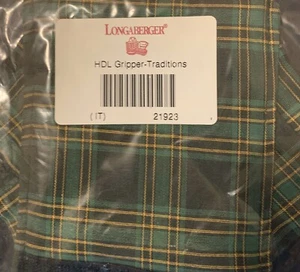 LONGABERGER®
HDL Gripper-Traditions
(IT) 21923